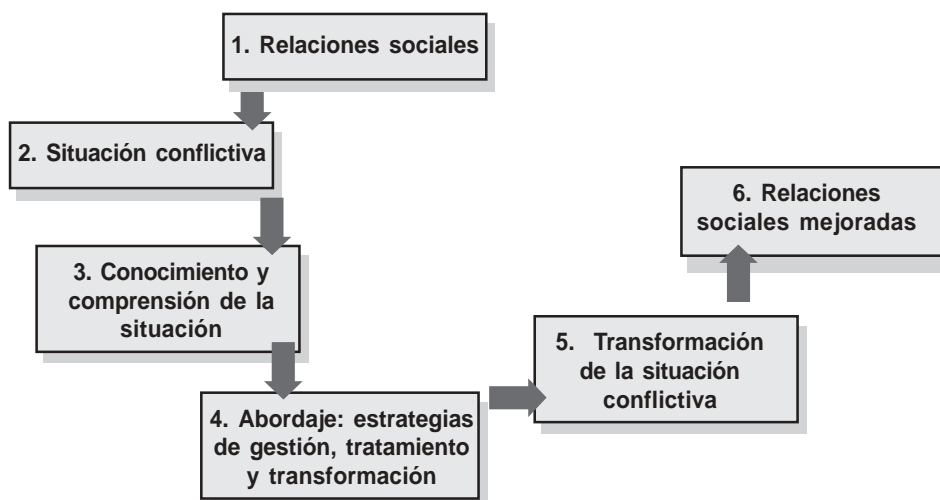 1. Relaciones sociales
2. Situación conflictiva
3. Conocimiento y
comprensión de la
situación
4. Abordaje: estrategias
de gestión, tratamiento
y transformación
5. Transformación
de la situación
conflictiva
6. Relaciones
sociales mejoradas